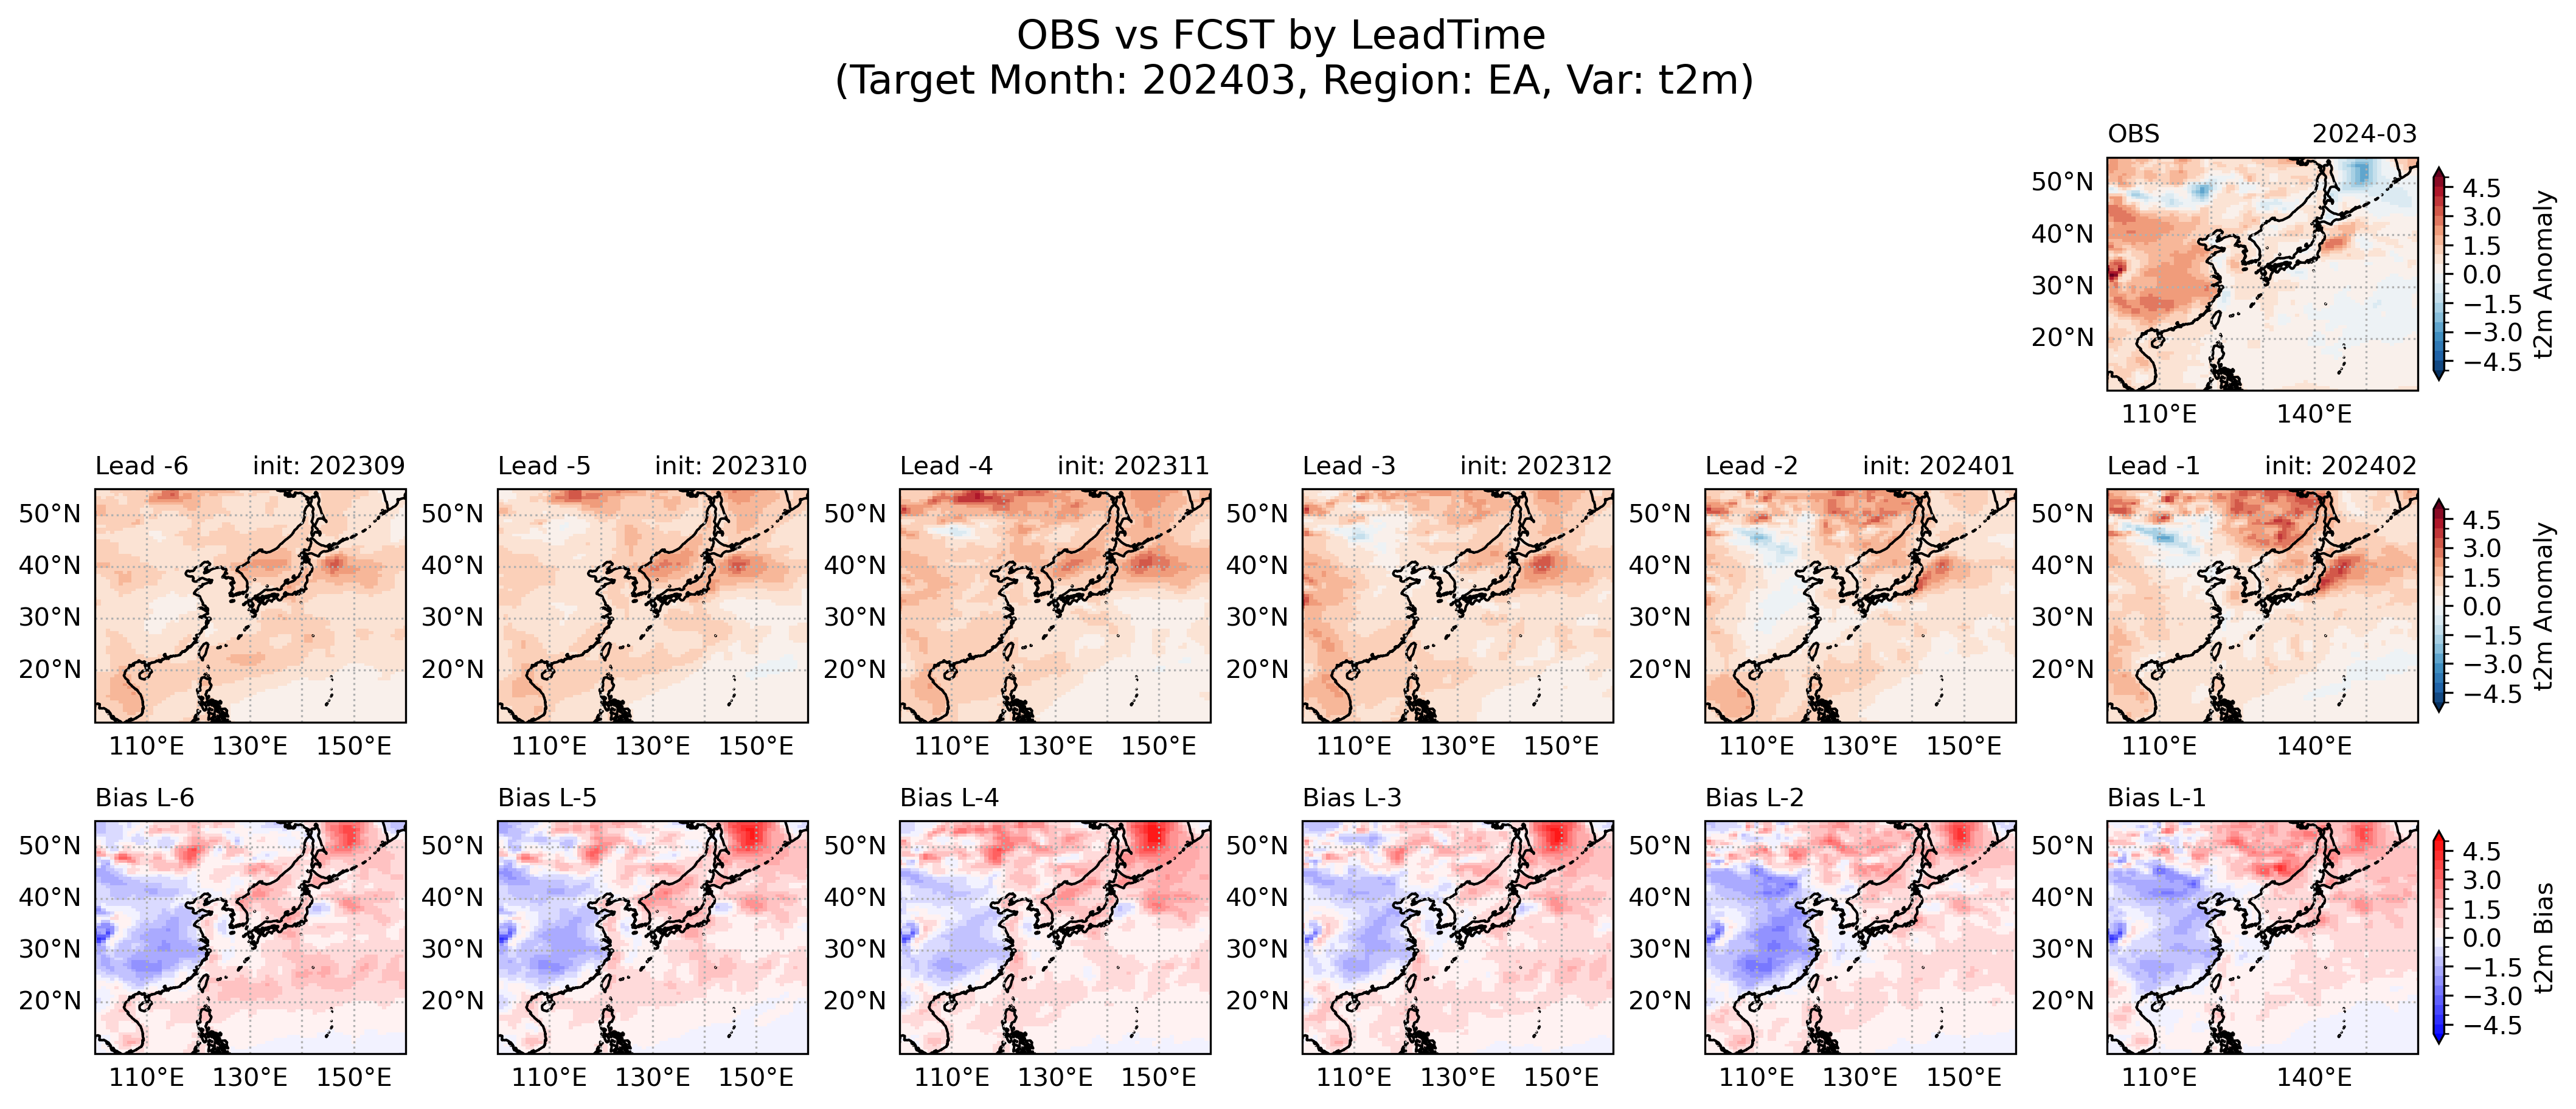 OBS vs FCST by LeadTime
(Target Month: 202403, Region: EA, Var: t2m)
OBS 2024-03
50°N
40°N
30°N
20°N
110°E 140°E
4.5
3.0
1.5
0.0
−1.5
−3.0
−4.5
t2m Anomaly
Lead -6 init: 202309
50°N
40°N
30°N
20°N
110°E 130°E 150°E
Lead -5 init: 202310
50°N
40°N
30°N
20°N
110°E 130°E 150°E
Lead -4 init: 202311
50°N
40°N
30°N
20°N
110°E 130°E 150°E
Lead -3 init: 202312
50°N
40°N
30°N
20°N
110°E 130°E 150°E
Lead -2 init: 202401
50°N
40°N
30°N
20°N
110°E 130°E 150°E
Lead -1 init: 202402
50°N
40°N
30°N
20°N
110°E 140°E
4.5
3.0
1.5
0.0
−1.5
−3.0
−4.5
t2m Anomaly
Bias L-6
50°N
40°N
30°N
20°N
110°E 130°E 150°E
Bias L-5
50°N
40°N
30°N
20°N
110°E 130°E 150°E
Bias L-4
50°N
40°N
30°N
20°N
110°E 130°E 150°E
Bias L-3
50°N
40°N
30°N
20°N
110°E 130°E 150°E
Bias L-2
50°N
40°N
30°N
20°N
110°E 130°E 150°E
Bias L-1
50°N
40°N
30°N
20°N
110°E 140°E
4.5
3.0
1.5
0.0
−1.5
−3.0
−4.5
t2m Bias